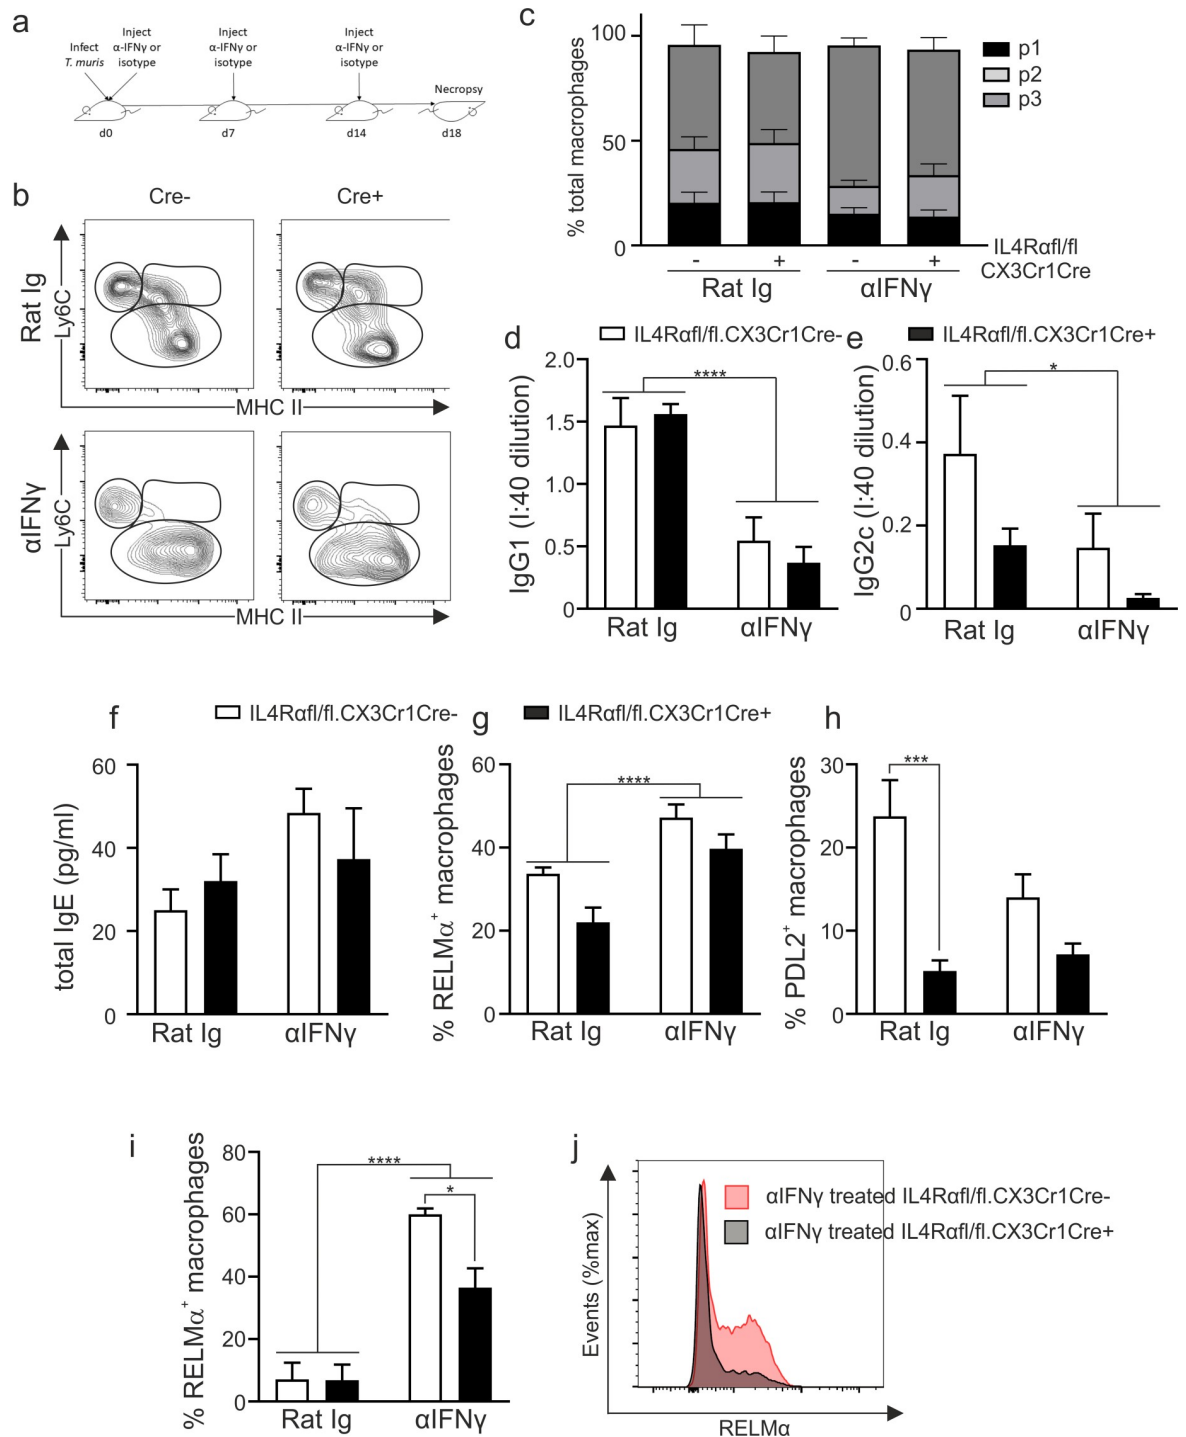 a
Infect
T. muris
Inject
α-IFNγ or
isotype
Inject
α-IFNγ or
isotype
Inject
α-IFNγ or
isotype
Necropsy
d0
d7
d14
d18
b
Cre-
Cre+
Rat Ig
Ly6C
MHC II
αIFNγ
Ly6C
MHC II
c
% total macrophages
100
50
0
p1
p2
p3
- + - +
IL4Rαfl/fl
CX3Cr1Cre
Rat Ig αIFNγ
d
IL4Rαfl/fl.CX3Cr1Cre-
IgG1 (I:40 dilution)
2.0
1.5
1.0
0.5
0
****
Rat Ig αIFNγ
e
IL4Rαfl/fl.CX3Cr1Cre+
IgG2c (I:40 dilution)
0.6
0.4
0.2
0
*
Rat Ig αIFNγ
f
IL4Rαfl/fl.CX3Cr1Cre-
total IgE (pg/ml)
60
40
20
0
Rat Ig αIFNγ
g
IL4Rαfl/fl.CX3Cr1Cre+
% RELMα⁺ macrophages
60
40
20
0
****
Rat Ig αIFNγ
h
% PDL2⁺ macrophages
30
20
10
0
***
Rat Ig αIFNγ
i
% RELMα⁺ macrophages
80
60
40
20
0
****
*
Rat Ig αIFNγ
j
Events (%max)
αIFNγ treated IL4Rαfl/fl.CX3Cr1Cre-
αIFNγ treated IL4Rαfl/fl.CX3Cr1Cre+
RELMα